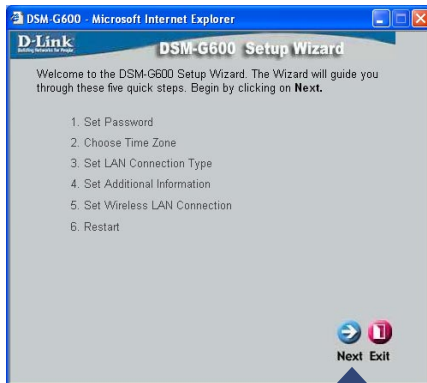 DSM-G600 - Microsoft Internet Explorer
D-Link
Building Networks for People
DSM-G600 Setup Wizard
Welcome to the DSM-G600 Setup Wizard. The Wizard will guide you
through these five quick steps. Begin by clicking on Next.
1. Set Password
2. Choose Time Zone
3. Set LAN Connection Type
4. Set Additional Information
5. Set Wireless LAN Connection
6. Restart
Next Exit